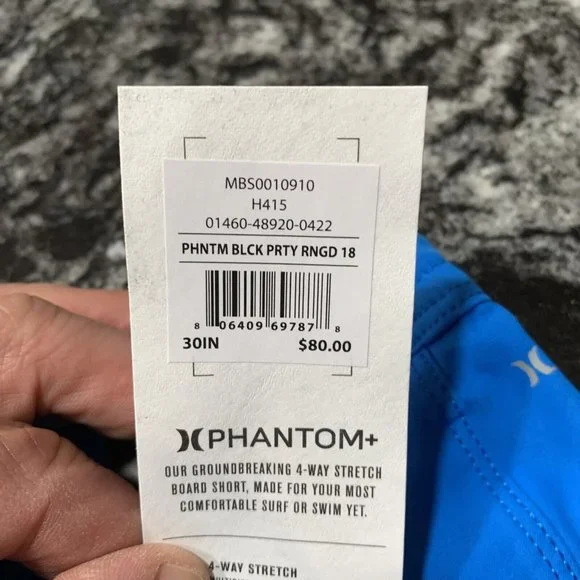 MBS0010910
H415
01460-48920-0422
PHNTM BLCK PRTY RNGD 18
8 06409 69787 8
30IN $80.00
PHANTOM+
OUR GROUNDBREAKING 4-WAY STRETCH
BOARD SHORT, MADE FOR YOUR MOST
COMFORTABLE SURF OR SWIM YET.
4-WAY STRETCH